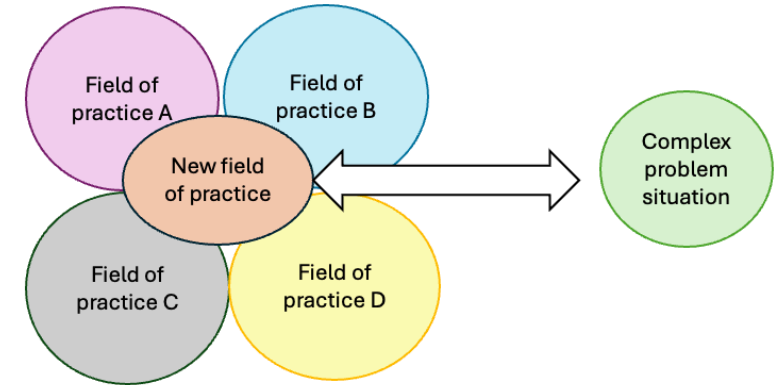 Field of
practice A
Field of
practice B
New field
of practice
Complex
problem
situation
Field of
practice C
Field of
practice D